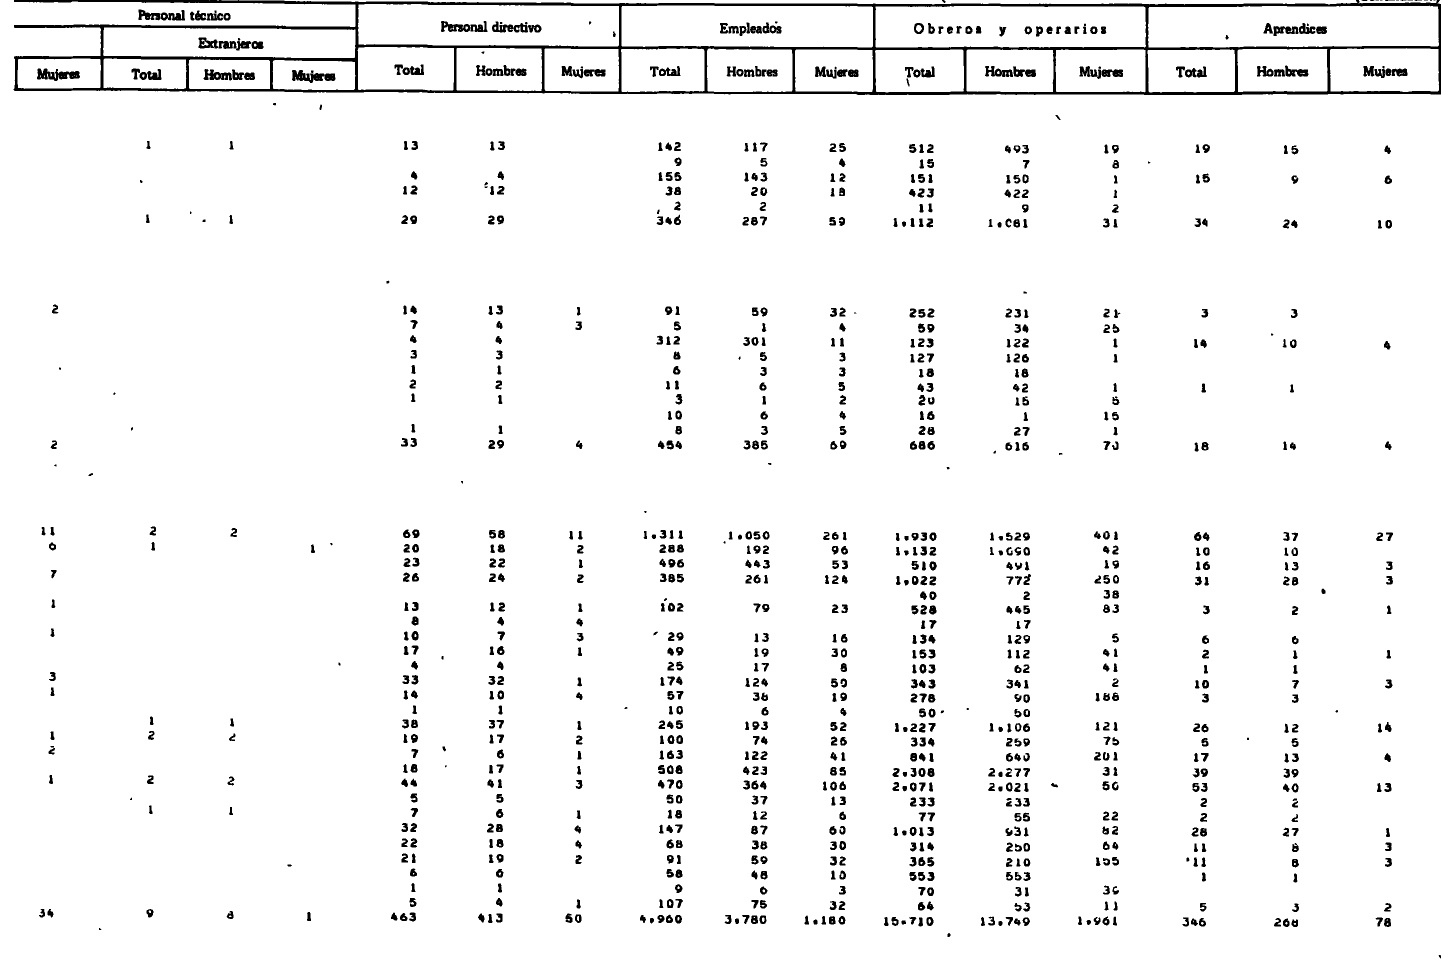 Personal técnico
Personal directivo Empleados Obreros y operarios Aprendices
Extranjeros
Mujeres Total Hombres Mujeres Total Hombres Mujeres Total Hombres Mujeres Total Hombres Mujeres Total Hombres Mujeres
1 1 13 13 142 117 25 512 493 19 19 15 4
9 5 4 15 7 8
4 4 155 143 12 151 150 1 15 9 6
12 12 38 20 18 423 422 1
2 2 11 9 2
1 1 29 29 346 287 59 1.112 1.081 31 34 24 10
2 14 13 1 91 59 32 252 231 21 3 3
7 4 3 5 1 4 59 34 25
4 4 312 301 11 123 122 1 14 10 4
3 3 8 5 3 127 126 1
1 1 6 3 3 18 18
2 2 11 6 5 43 42 1 1 1
1 1 3 1 2 20 15 5
10 6 4 16 1 15
1 1 8 3 5 28 27 1
2 33 29 4 454 385 69 686 616 70 18 14 4
11 2 2 69 58 11 1.311 1.050 261 1.930 1.529 401 64 37 27
6 1 1 20 18 2 288 192 96 1.132 1.090 42 10 10
23 22 1 496 443 53 510 491 19 16 13 3
7 26 24 2 385 261 124 1.022 772 250 31 28 3
40 2 38
1 13 12 1 102 79 23 528 445 83 3 2 1
8 4 4 17 17
1 10 7 3 29 13 16 134 129 5 6 6
17 16 1 49 19 30 153 112 41 2 1 1
4 4 25 17 8 103 62 41 1 1
3 33 32 1 174 124 50 343 341 2 10 7 3
1 14 10 4 57 38 19 278 90 188 3 3
1 1 10 6 4 50 50
1 1 38 37 1 245 193 52 1.227 1.106 121 26 12 14
1 2 2 19 17 2 100 74 26 334 259 75 5 5
2 7 6 1 163 122 41 841 640 201 17 13 4
18 17 1 508 423 85 2.308 2.277 31 39 39
1 2 2 44 41 3 470 364 106 2.071 2.021 50 53 40 13
5 5 50 37 13 233 233 2 2
1 1 7 6 1 18 12 6 77 55 22 2 2
32 28 4 147 87 60 1.013 931 82 28 27 1
22 18 4 68 38 30 314 250 64 11 8 3
21 19 2 91 59 32 365 210 155 11 8 3
6 6 58 48 10 553 553 1 1
1 1 9 6 3 70 31
5 4 1 107 75 32 64 53 11 5 3 2
34 9 8 1 463 413 50 4.960 3.780 1.180 15.710 13.749 1.961 346 268 78